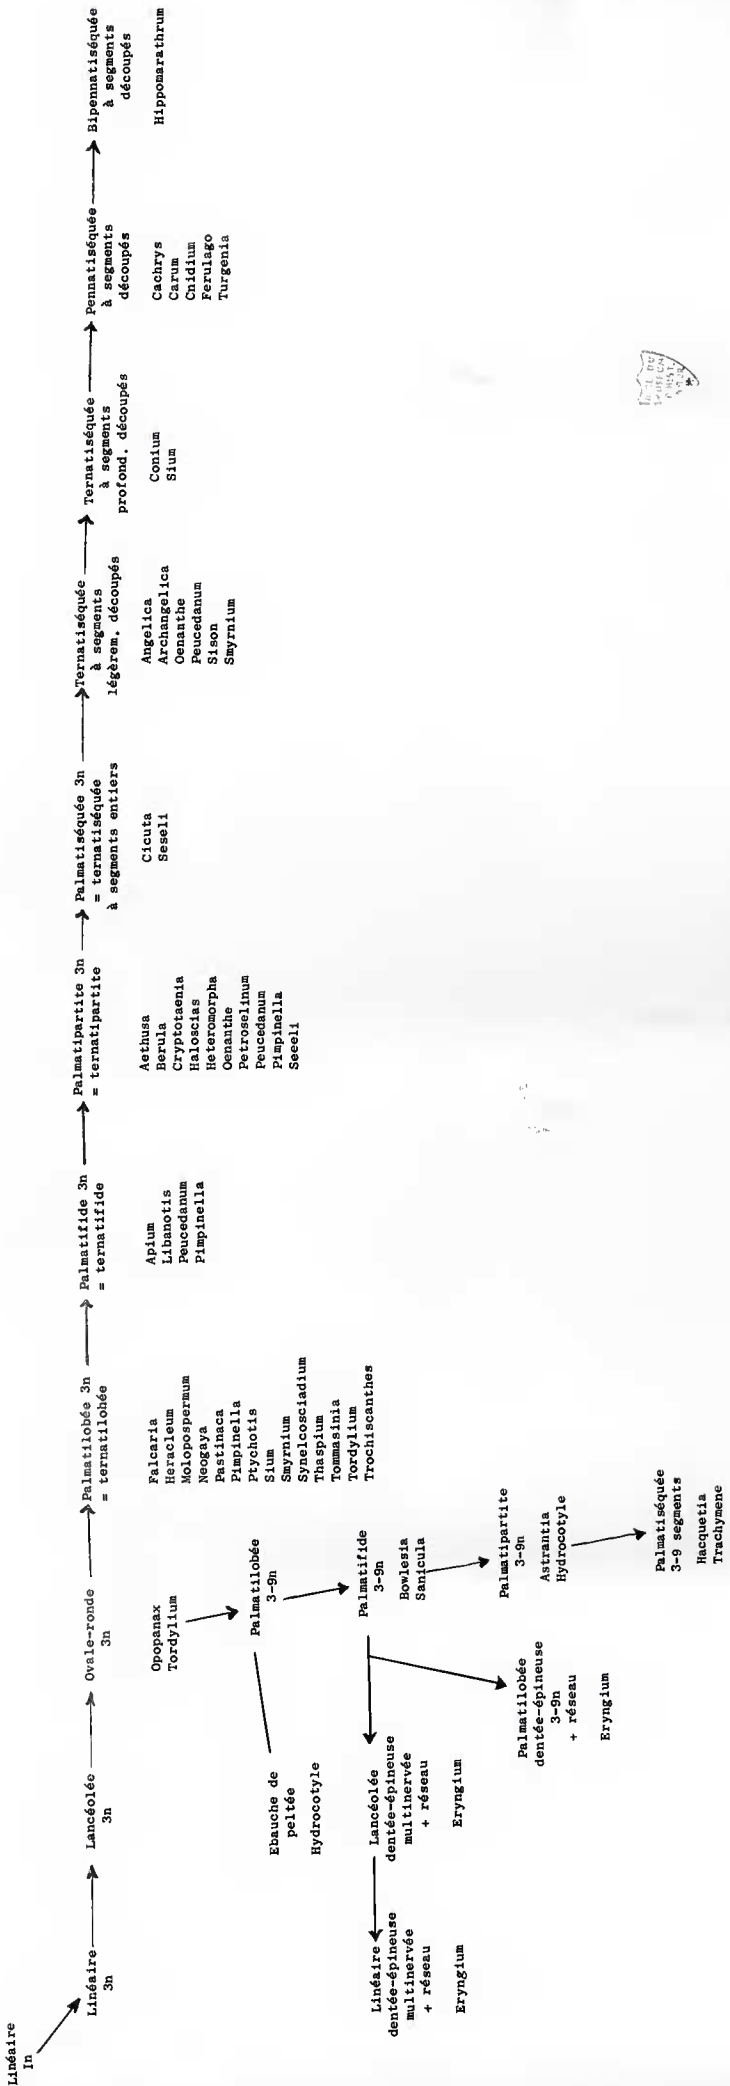 Linéaire
In
Linéaire
3n
Lancéolée
3n
Ovale-ronde
3n
Opopanax
Tordylium
Palmatilobée 3n
= ternatilobée
Falcaria
Heracleum
Molopospermum
Neogaya
Pastinaca
Pimpinella
Ptychotis
Sium
Smyrnium
Synelcosciadium
Thaspium
Tommasinia
Tordylium
Trochiscanthes
Palmatifide 3n
= ternatifide
Apium
Libanotis
Peucedanum
Pimpinella
Palmatipartite 3n
= ternatipartite
Aethusa
Berula
Cryptotaenia
Haloscias
Heteromorpha
Oenanthe
Petroselinum
Peucedanum
Pimpinella
Seeeli
Palmatiséquée 3n
= ternatiséquée
à segments entiers
Cicuta
Seseli
Ternatiséquée
à segments
légèrem. découpés
Angelica
Archangelica
Oenanthe
Peucedanum
Sison
Smyrnium
Ternatiséquée
à segments
profond. découpés
Conium
Sium
Pennatiséquée
à segments
découpés
Cachrys
Carum
Cnidium
Ferulago
Turgenia
Bipennatiséquée
à segments
découpés
Hippomarathrum
Palmatilobée
3-9n
Ebauche de
peltée
Hydrocotyle
Palmatifide
3-9n
Bowlesia
Sanicula
Lancéolée
dentée-épineuse
multinervée
+ réseau
Eryngium
Linéaire
dentée-épineuse
multinervée
+ réseau
Eryngium
Palmatipartite
3-9n
Astrantia
Hydrocotyle
Palmatilobée
dentée-épineuse
3-9n
+ réseau
Eryngium
Palmatiséquée
3-9 segments
Hacquetia
Trachymene